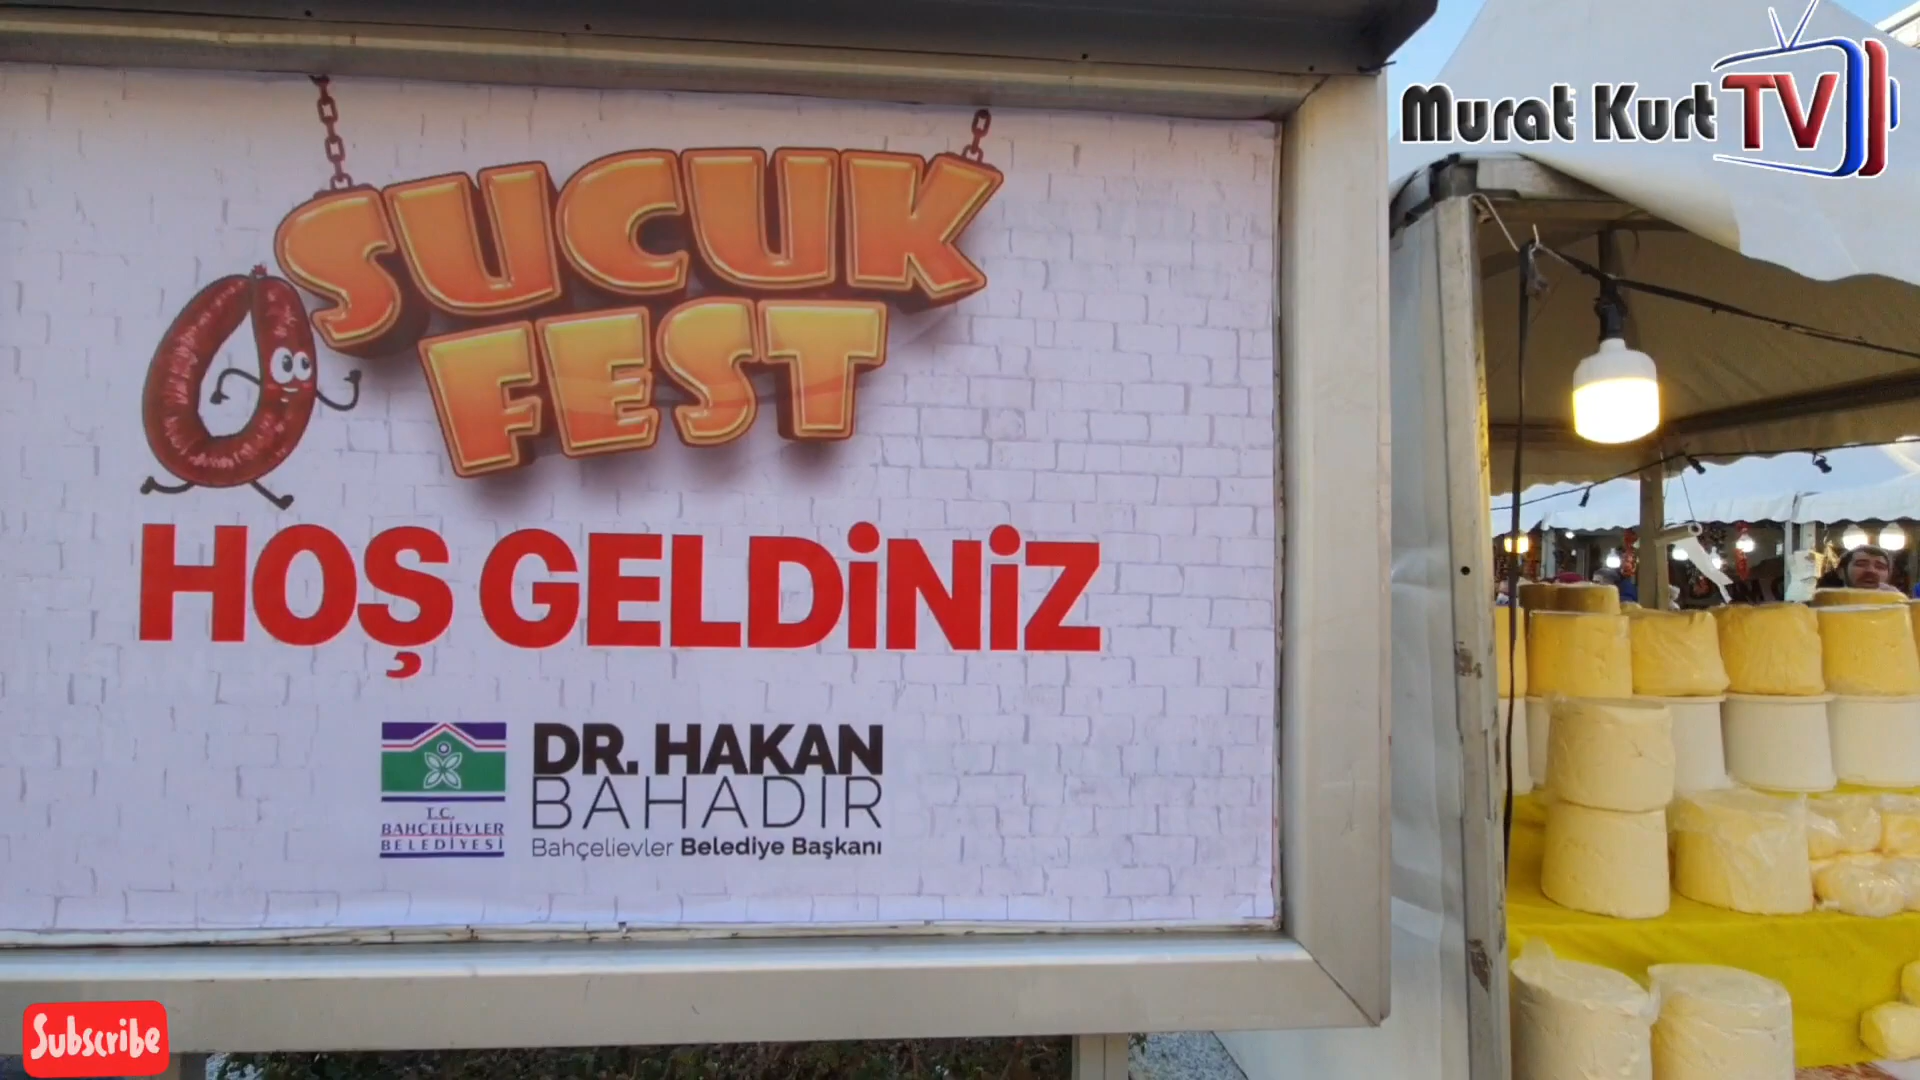 Murat Kurt TV
SUCUK
FEST
HOŞ GELDİNİZ
DR. HAKAN
BAHADIR
Bahçelievler Belediye Başkanı
T.C.
BAHÇELİEVLER
BELEDİYESİ
Subscribe